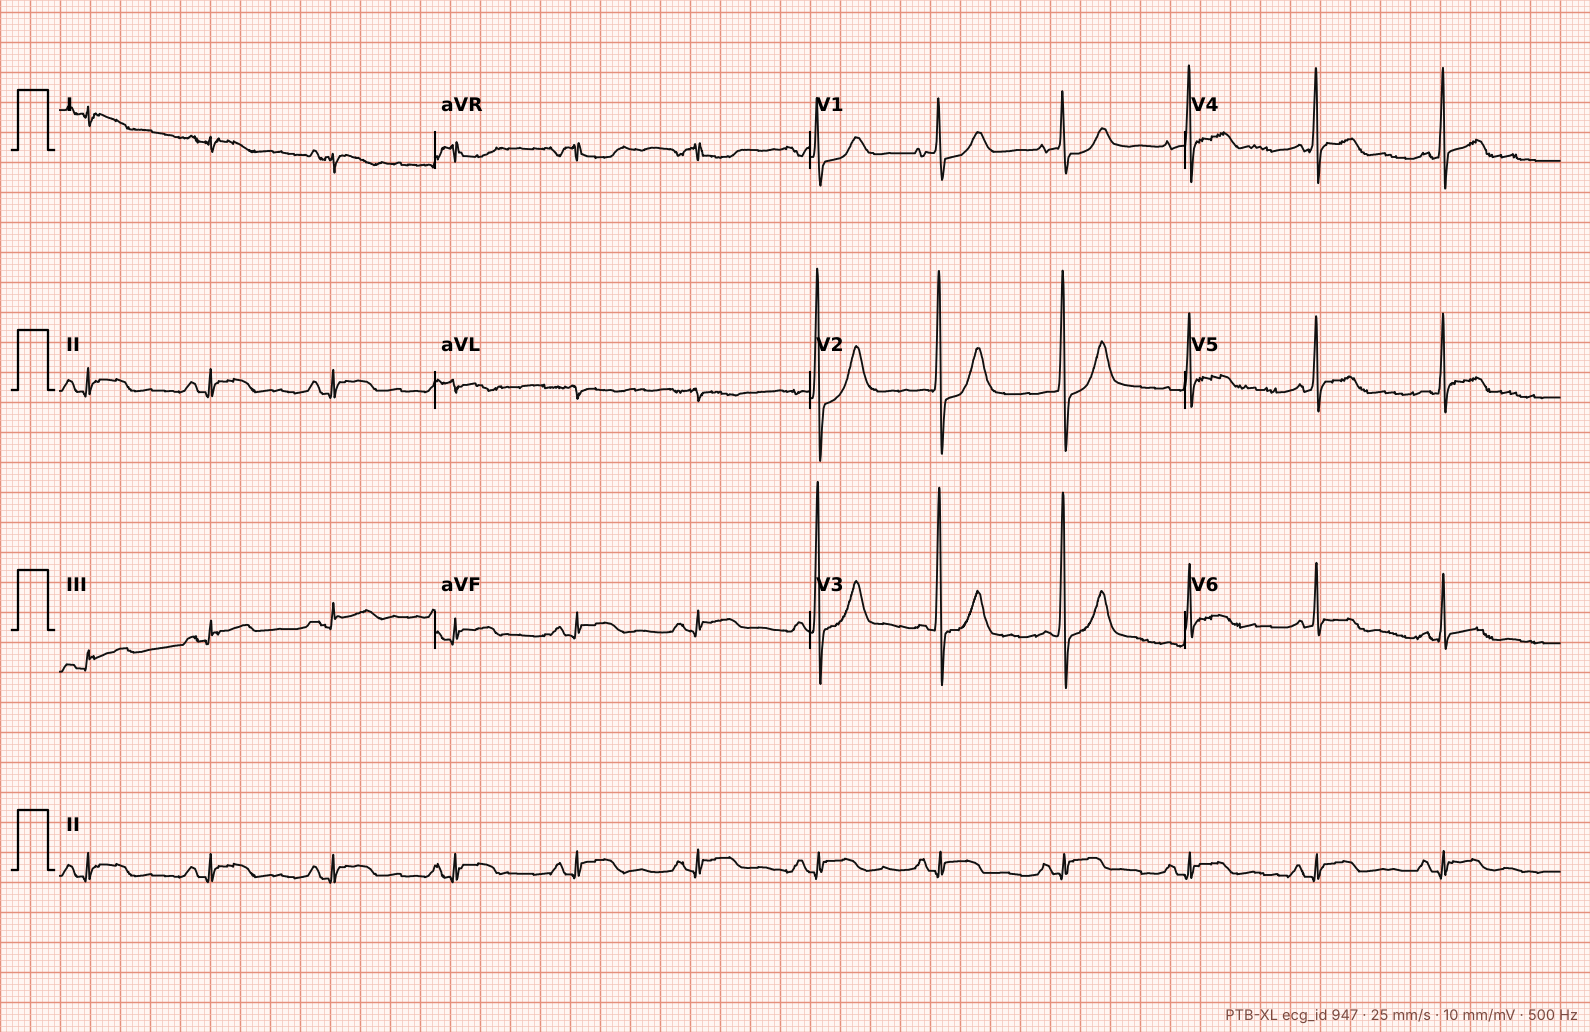 I aVR V1 V4
II aVL V2 V5
III aVF V3 V6
II
PTB-XL ecg_id 947 · 25 mm/s · 10 mm/mV · 500 Hz